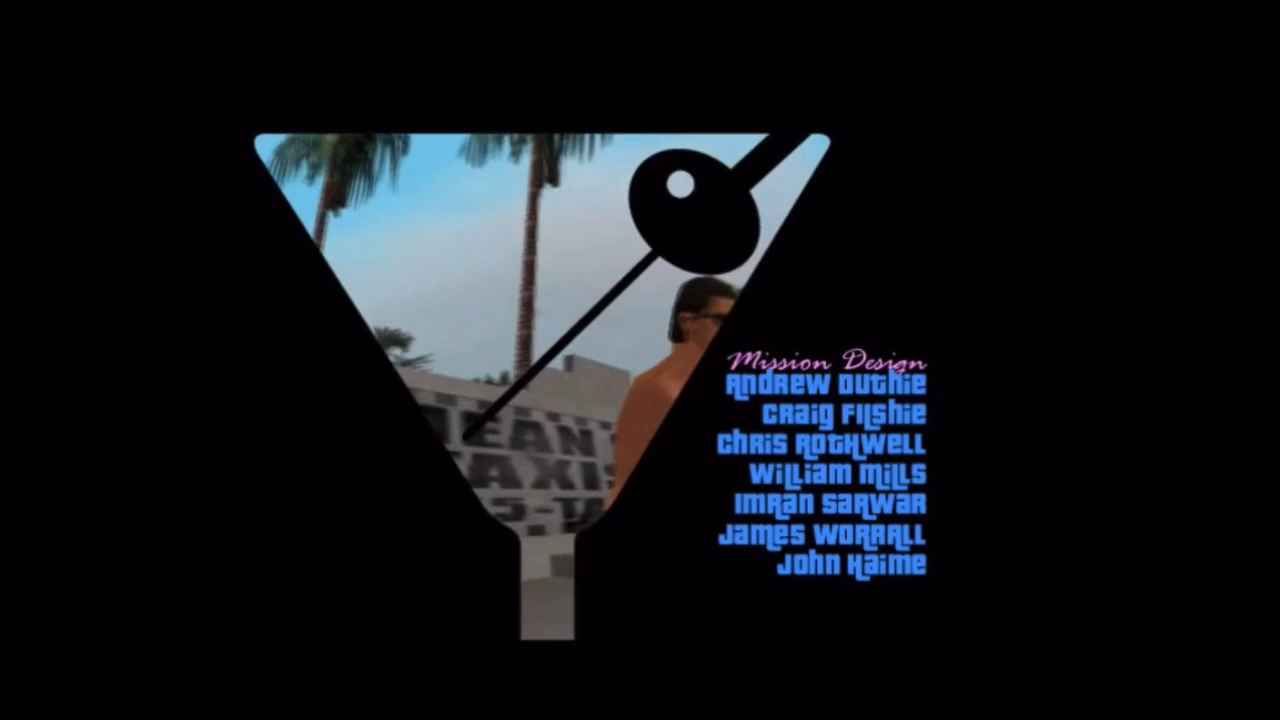 Mission Design
Andrew Duthie
Craig Filshie
Chris Rothwell
William Mills
Imran Sarwar
James Worrall
John Haime